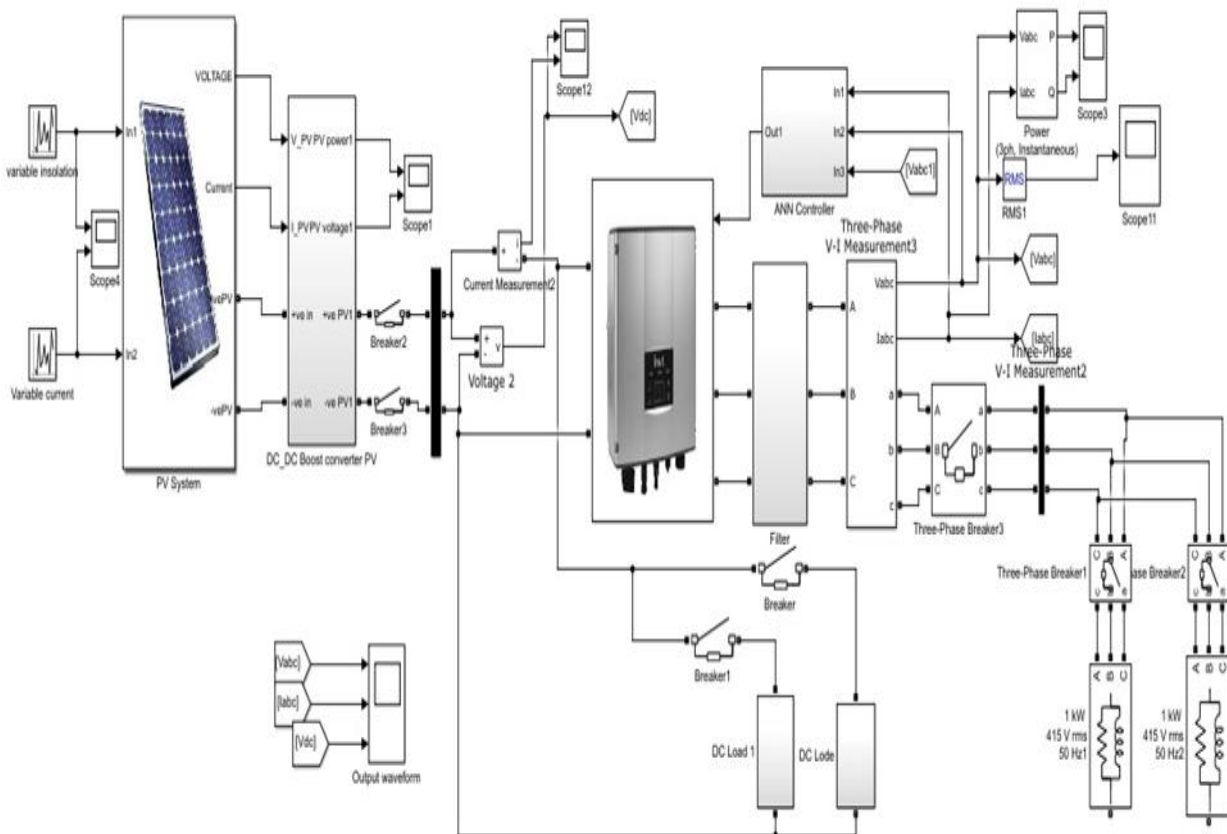 VOLTAGE
Current
In1
In2
+vePV
-vePV
PV System
variable insolation
Variable current
Scope4
V_PV
PV power1
I_PV
PV voltage1
+ve in
+ve PV1
-ve in
-ve PV1
DC_DC Boost converter PV
Scope1
Breaker2
Breaker3
i
+
-
Current Measurement2
+
-
v
Voltage 2
Scope12
[Vdc]
In1
Out1
In2
In3
ANN Controller
[Vabc1]
Vabc
P
Iabc
Q
Power
(3ph, Instantaneous)
Scope3
RMS
RMS1
Scope11
Three-Phase
V-I Measurement3
Vabc
Iabc
A
B
C
a
b
c
[Vabc]
[Iabc]
Three-Phase
V-I Measurement2
Filter
A
B
C
a
b
c
Three-Phase Breaker3
C
B
A
c
a
Three-Phase Breaker1
C
B
A
c
a
ase Breaker2
Breaker
Breaker1
[Vabc]
[Iabc]
[Vdc]
Output waveform
DC Load 1
DC Lode
A
B
C
1 kW
415 V rms
50 Hz1
A
B
C
1 kW
415 V rms
50 Hz2